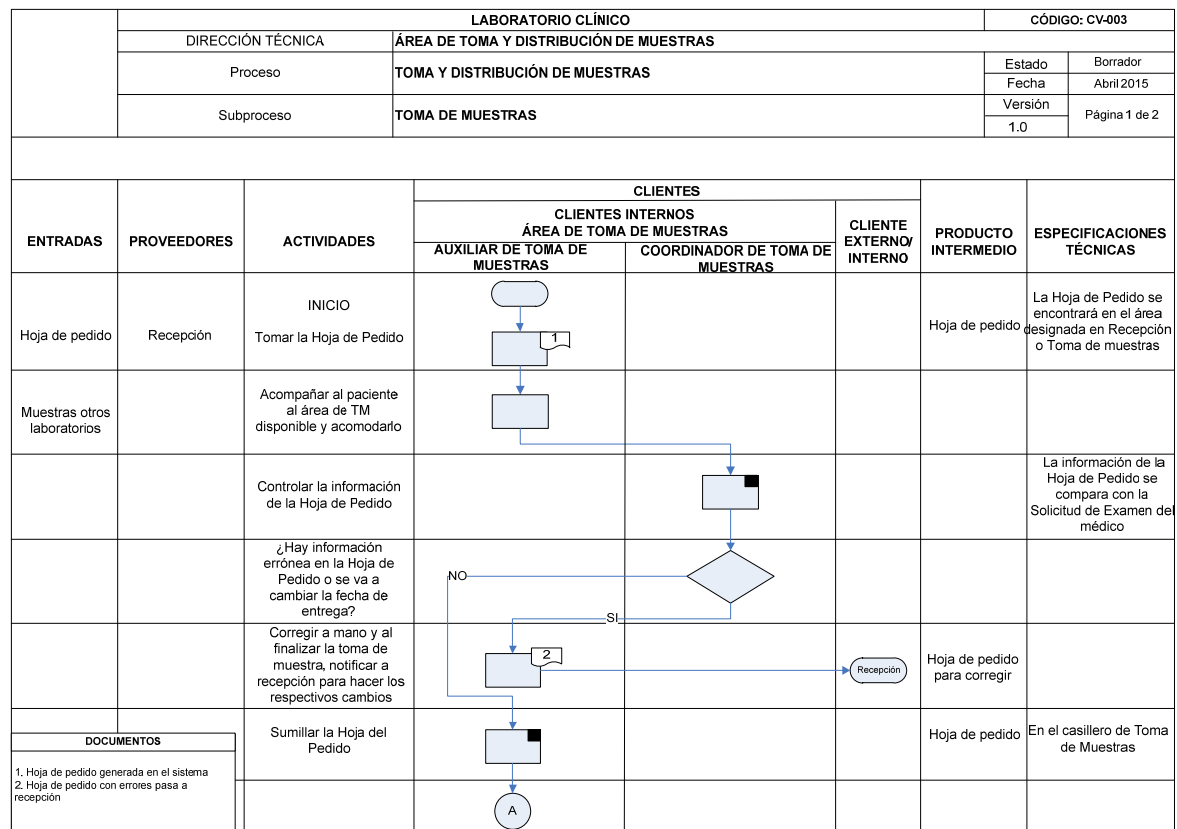 LABORATORIO CLÍNICO
CÓDIGO: CV-003
DIRECCIÓN TÉCNICA
ÁREA DE TOMA Y DISTRIBUCIÓN DE MUESTRAS
Proceso
TOMA Y DISTRIBUCIÓN DE MUESTRAS
Estado
Borrador
Fecha
Abril 2015
Subproceso
TOMA DE MUESTRAS
Versión
1.0
Página 1 de 2
ENTRADAS
PROVEEDORES
ACTIVIDADES
CLIENTES
CLIENTES INTERNOS
ÁREA DE TOMA DE MUESTRAS
AUXILIAR DE TOMA DE
MUESTRAS
COORDINADOR DE TOMA DE
MUESTRAS
CLIENTE
EXTERNO/
INTERNO
PRODUCTO
INTERMEDIO
ESPECIFICACIONES
TÉCNICAS
Hoja de pedido
Recepción
INICIO
Tomar la Hoja de Pedido
1
Hoja de pedido
La Hoja de Pedido se
encontrará en el área
designada en Recepción
o Toma de muestras
Muestras otros
laboratorios
Acompañar al paciente
al área de TM
disponible y acomodarlo
Controlar la información
de la Hoja de Pedido
La información de la
Hoja de Pedido se
compara con la
Solicitud de Examen del
médico
¿Hay información
errónea en la Hoja de
Pedido o se va a
cambiar la fecha de
entrega?
NO
SI
Corregir a mano y al
finalizar la toma de
muestra, notificar a
recepción para hacer los
respectivos cambios
2
Recepción
Hoja de pedido
para corregir
Sumillar la Hoja del
Pedido
Hoja de pedido
En el casillero de Toma
de Muestras
A
DOCUMENTOS
1. Hoja de pedido generada en el sistema
2. Hoja de pedido con errores pasa a
recepción